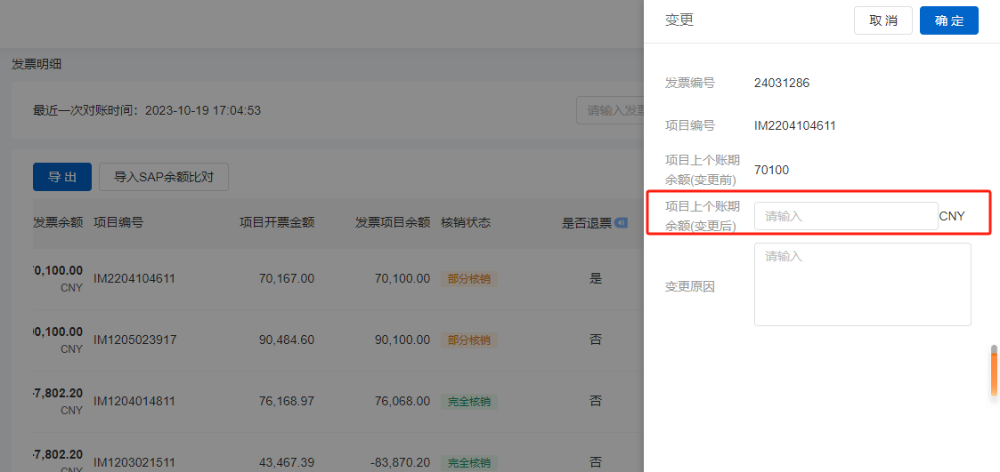 发票明细
最近一次对账时间：2023-10-19 17:04:53
请输入发票
导 出
导入SAP余额比对
发票余额 项目编号 项目开票金额 发票项目余额 核销状态 是否退票
70,100.00
CNY
IM2204104611 70,167.00 70,100.00 部分核销 是
90,100.00
CNY
IM1205023917 90,484.60 90,100.00 部分核销 否
-7,802.20
CNY
IM1204014811 76,168.97 76,068.00 完全核销 否
-7,802.20
CNY
IM1203021511 43,467.39 -83,870.20 完全核销 否
变更
取 消
确 定
发票编号 24031286
项目编号 IM2204104611
项目上个账期
余额(变更前)
70100
项目上个账期
余额(变更后)
请输入 CNY
变更原因
请输入